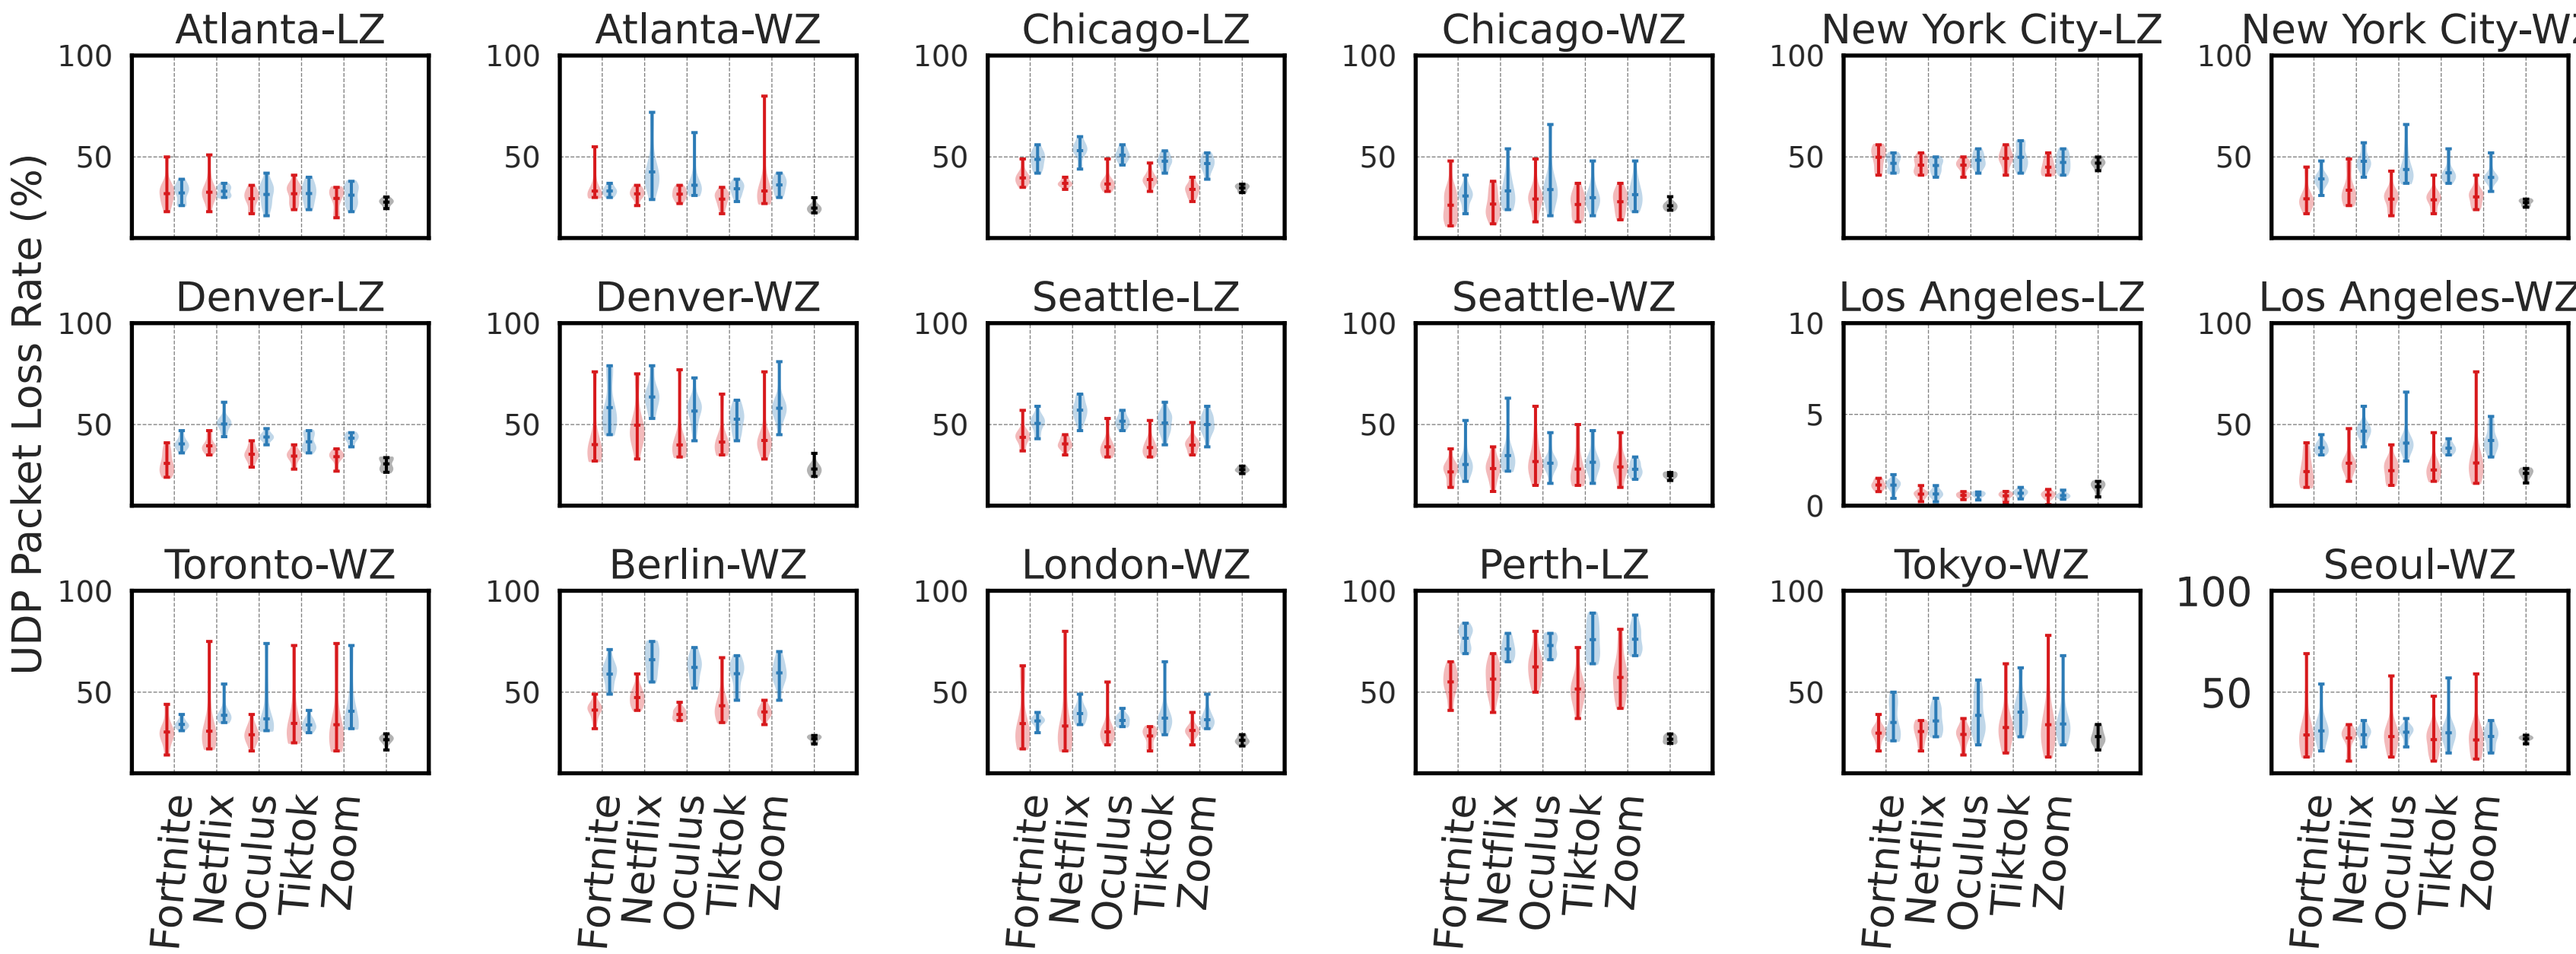 Atlanta-LZ
Atlanta-WZ
Chicago-LZ
Chicago-WZ
New York City-LZ
New York City-WZ
100
50
100
50
100
50
100
50
100
50
100
50
UDP Packet Loss Rate (%)
Denver-LZ
Denver-WZ
Seattle-LZ
Seattle-WZ
Los Angeles-LZ
Los Angeles-WZ
100
50
100
50
100
50
100
50
10
5
0
100
50
Toronto-WZ
Berlin-WZ
London-WZ
Perth-LZ
Tokyo-WZ
Seoul-WZ
100
50
100
50
100
50
100
50
100
50
100
50
Fortnite
Netflix
Oculus
Tiktok
Zoom
Fortnite
Netflix
Oculus
Tiktok
Zoom
Fortnite
Netflix
Oculus
Tiktok
Zoom
Fortnite
Netflix
Oculus
Tiktok
Zoom
Fortnite
Netflix
Oculus
Tiktok
Zoom
Fortnite
Netflix
Oculus
Tiktok
Zoom